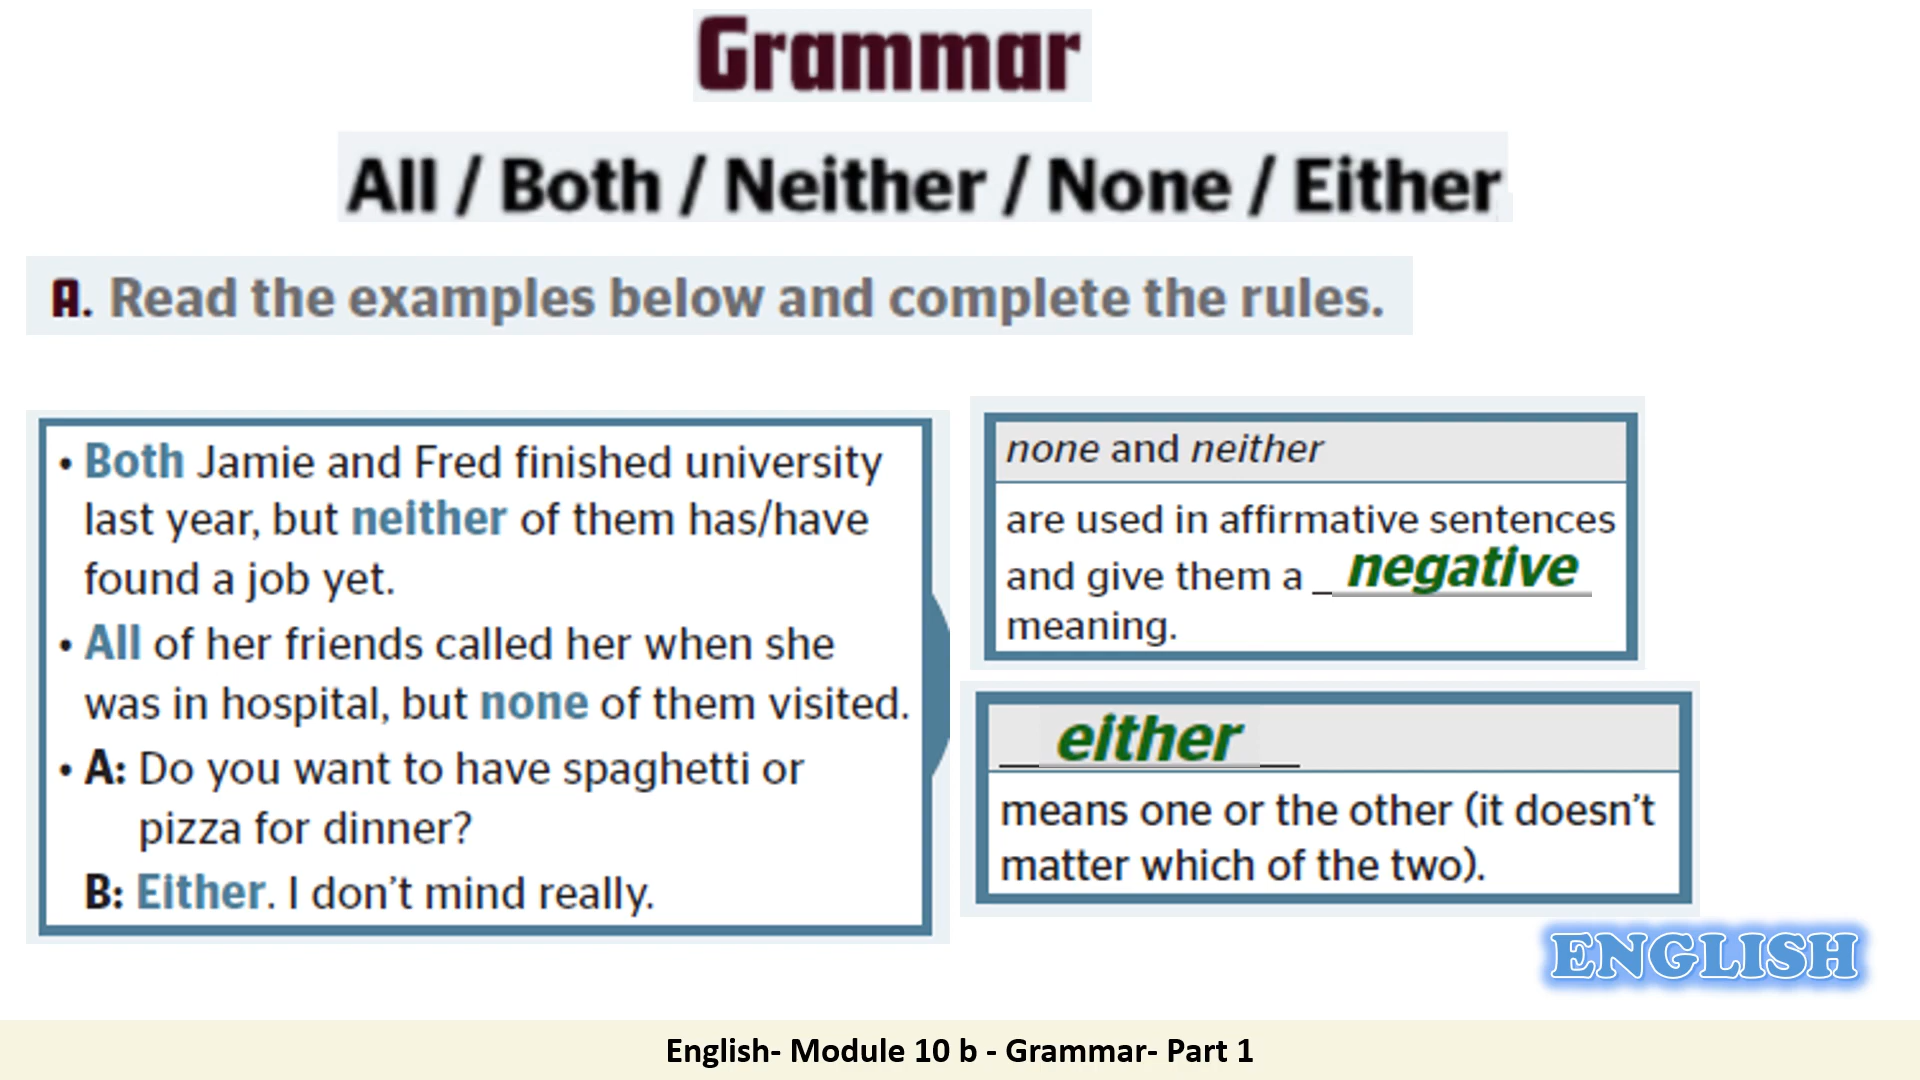 Grammar
All / Both / Neither / None / Either
A. Read the examples below and complete the rules.
• Both Jamie and Fred finished university
last year, but neither of them has/have
found a job yet.
• All of her friends called her when she
was in hospital, but none of them visited.
• A: Do you want to have spaghetti or
pizza for dinner?
B: Either. I don't mind really.
none and neither
are used in affirmative sentences
and give them a _negative
meaning.
__either__
means one or the other (it doesn't
matter which of the two).
ENGLISH
English- Module 10 b - Grammar- Part 1